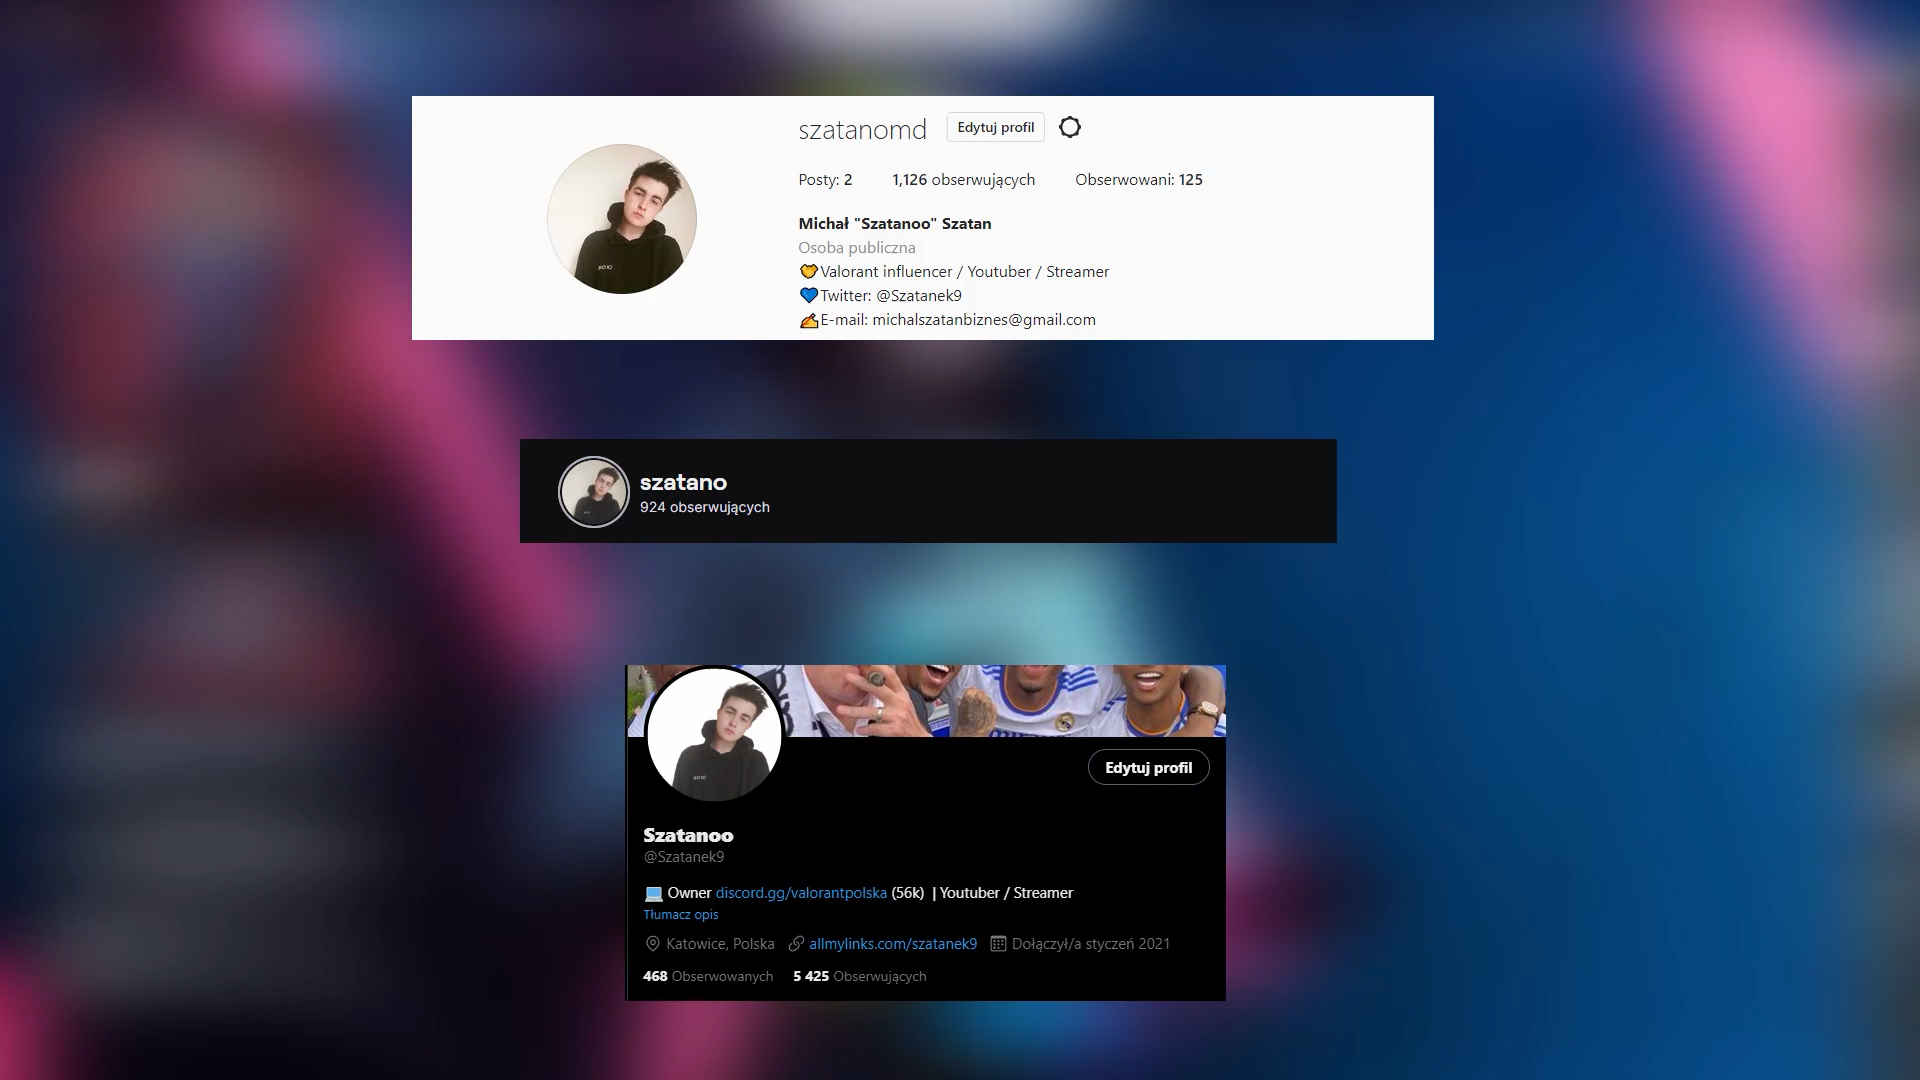 szatanomd Edytuj profil
Posty: 2 1,126 obserwujących Obserwowani: 125
Michał "Szatanoo" Szatan
Osoba publiczna
Valorant influencer / Youtuber / Streamer
Twitter: @Szatanek9
E-mail: michalszatanbiznes@gmail.com
szatano
924 obserwujących
Edytuj profil
Szatanoo
@Szatanek9
Owner discord.gg/valorantpolska (56k) | Youtuber / Streamer
Tłumacz opis
Katowice, Polska allmylinks.com/szatanek9 Dołączył/a styczeń 2021
468 Obserwowanych 5 425 Obserwujących